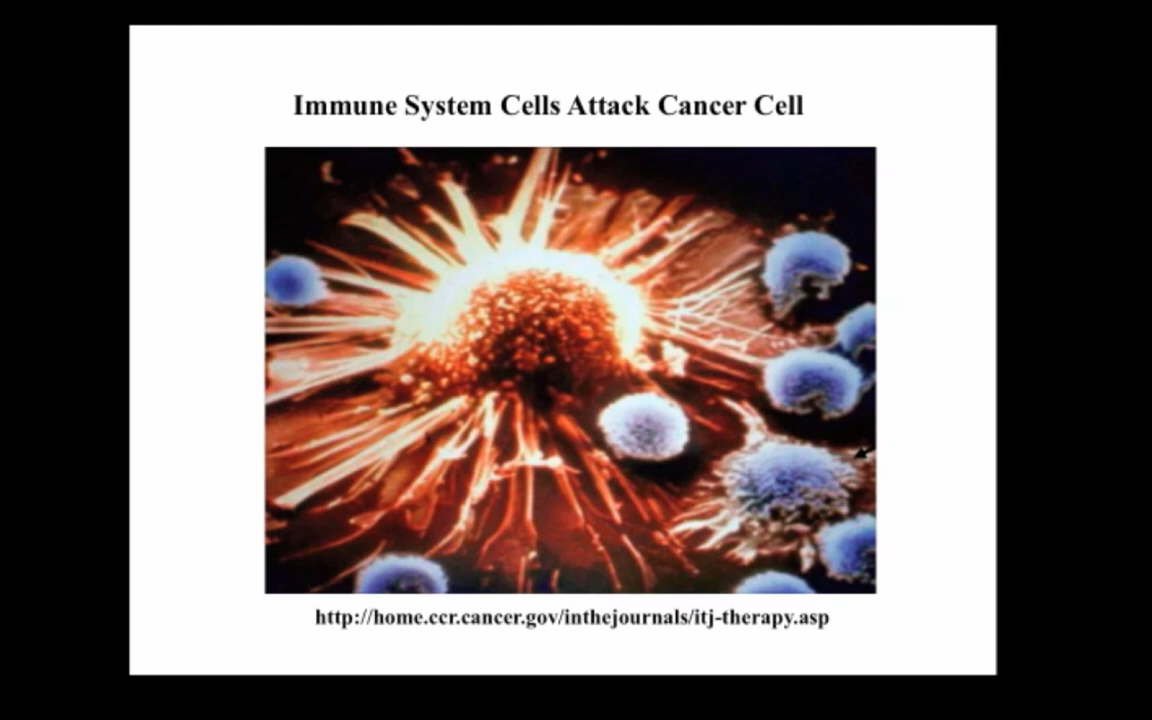 Immune System Cells Attack Cancer Cell
http://home.ccr.cancer.gov/inthejournals/itj-therapy.asp